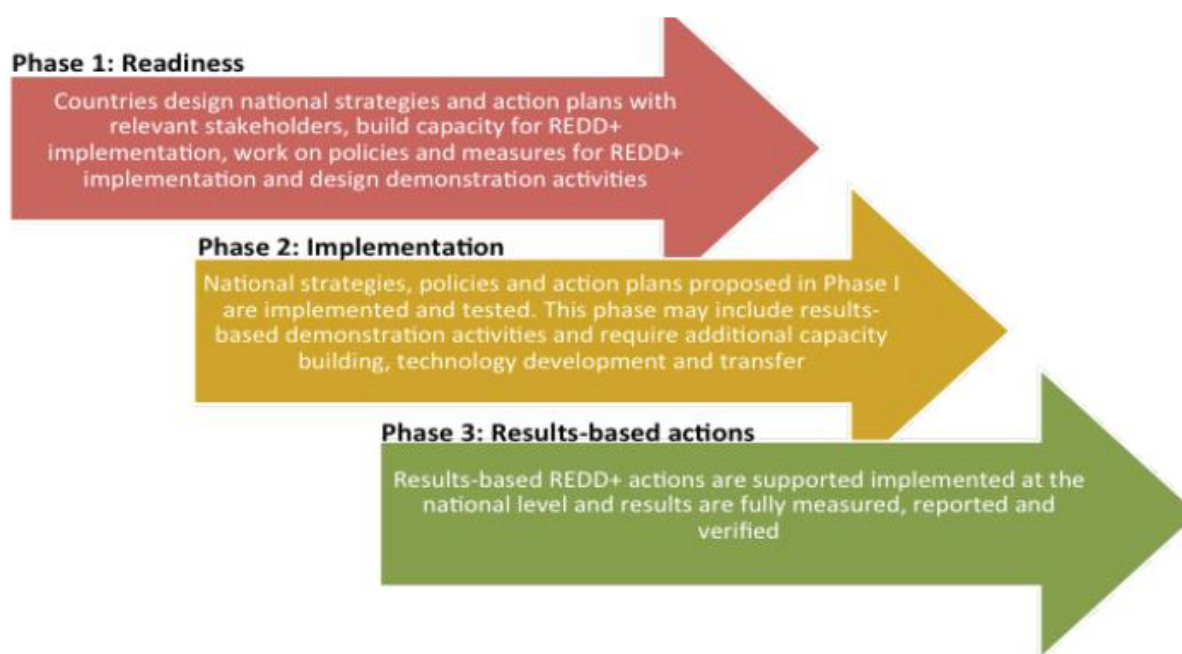 Phase 1: Readiness
Countries design national strategies and action plans with
relevant stakeholders, build capacity for REDD+
implementation, work on policies and measures for REDD+
implementation and design demonstration activities
Phase 2: Implementation
National strategies, policies and action plans proposed in Phase I
are implemented and tested. This phase may include results-
based demonstration activities and require additional capacity
building, technology development and transfer
Phase 3: Results-based actions
Results-based REDD+ actions are supported implemented at the
national level and results are fully measured, reported and
verified